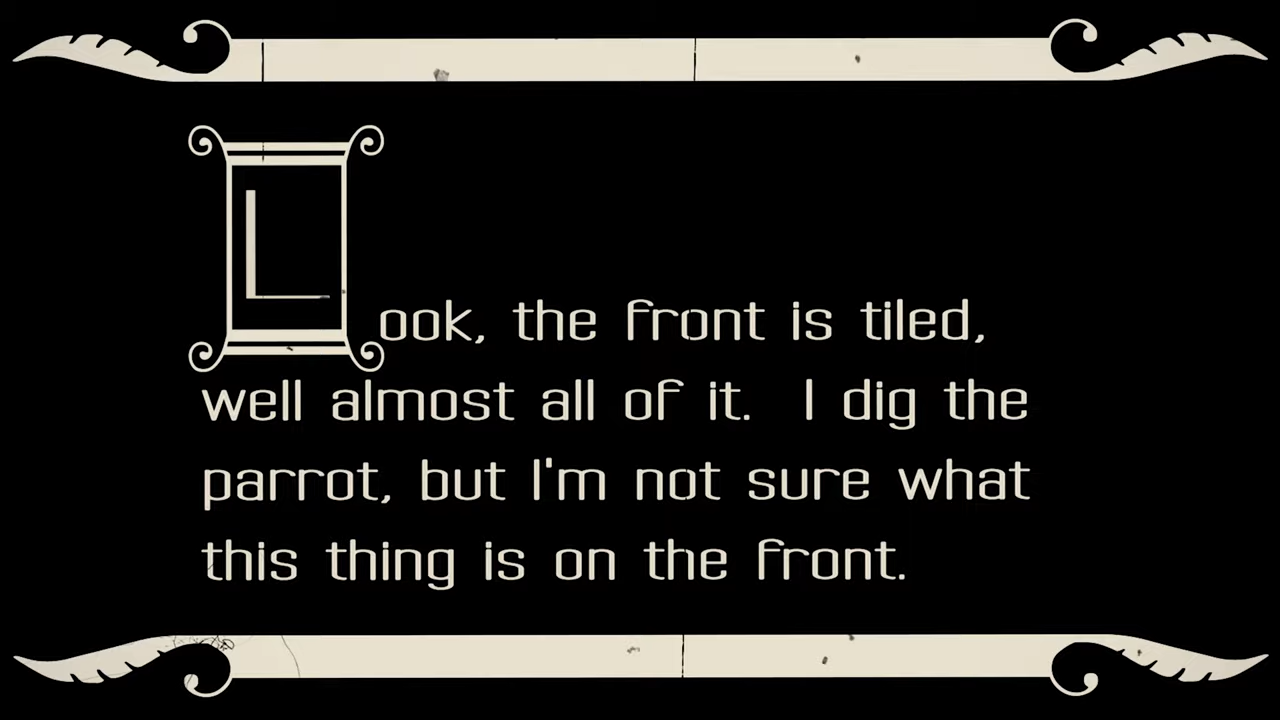 Look, the front is tiled,
well almost all of it.  I dig the
parrot, but I'm not sure what
this thing is on the front.